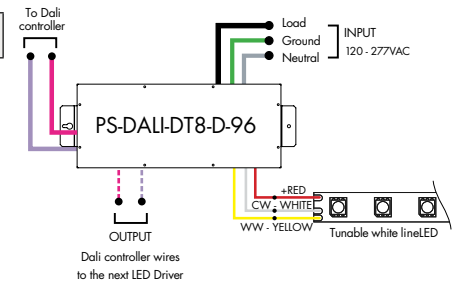 To Dali
controller
Load
Ground
Neutral
INPUT
120 - 277VAC
PS-DALI-DT8-D-96
+RED
CW - WHITE
WW - YELLOW
Tunable white lineLED
OUTPUT
Dali controller wires
to the next LED Driver